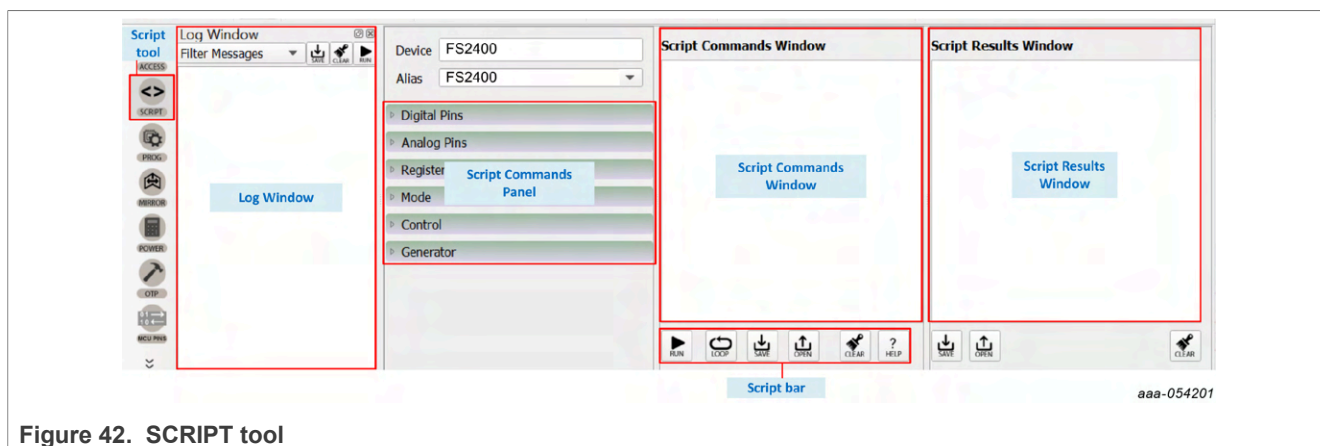 Script tool
ACCESS
<>
SCRIPT
PROG
MIRROR
POWER
OTP
MCU PINS
Log Window
Filter Messages
SAVE
CLEAR
RUN
Log Window
Device FS2400
Alias FS2400
Digital Pins
Analog Pins
Register
Mode
Control
Generator
Script Commands
Panel
Script Commands Window
Script Commands
Window
RUN
LOOP
SAVE
OPEN
CLEAR
?
HELP
Script bar
Script Results Window
Script Results
Window
SAVE
OPEN
CLEAR
aaa-054201
Figure 42. SCRIPT tool